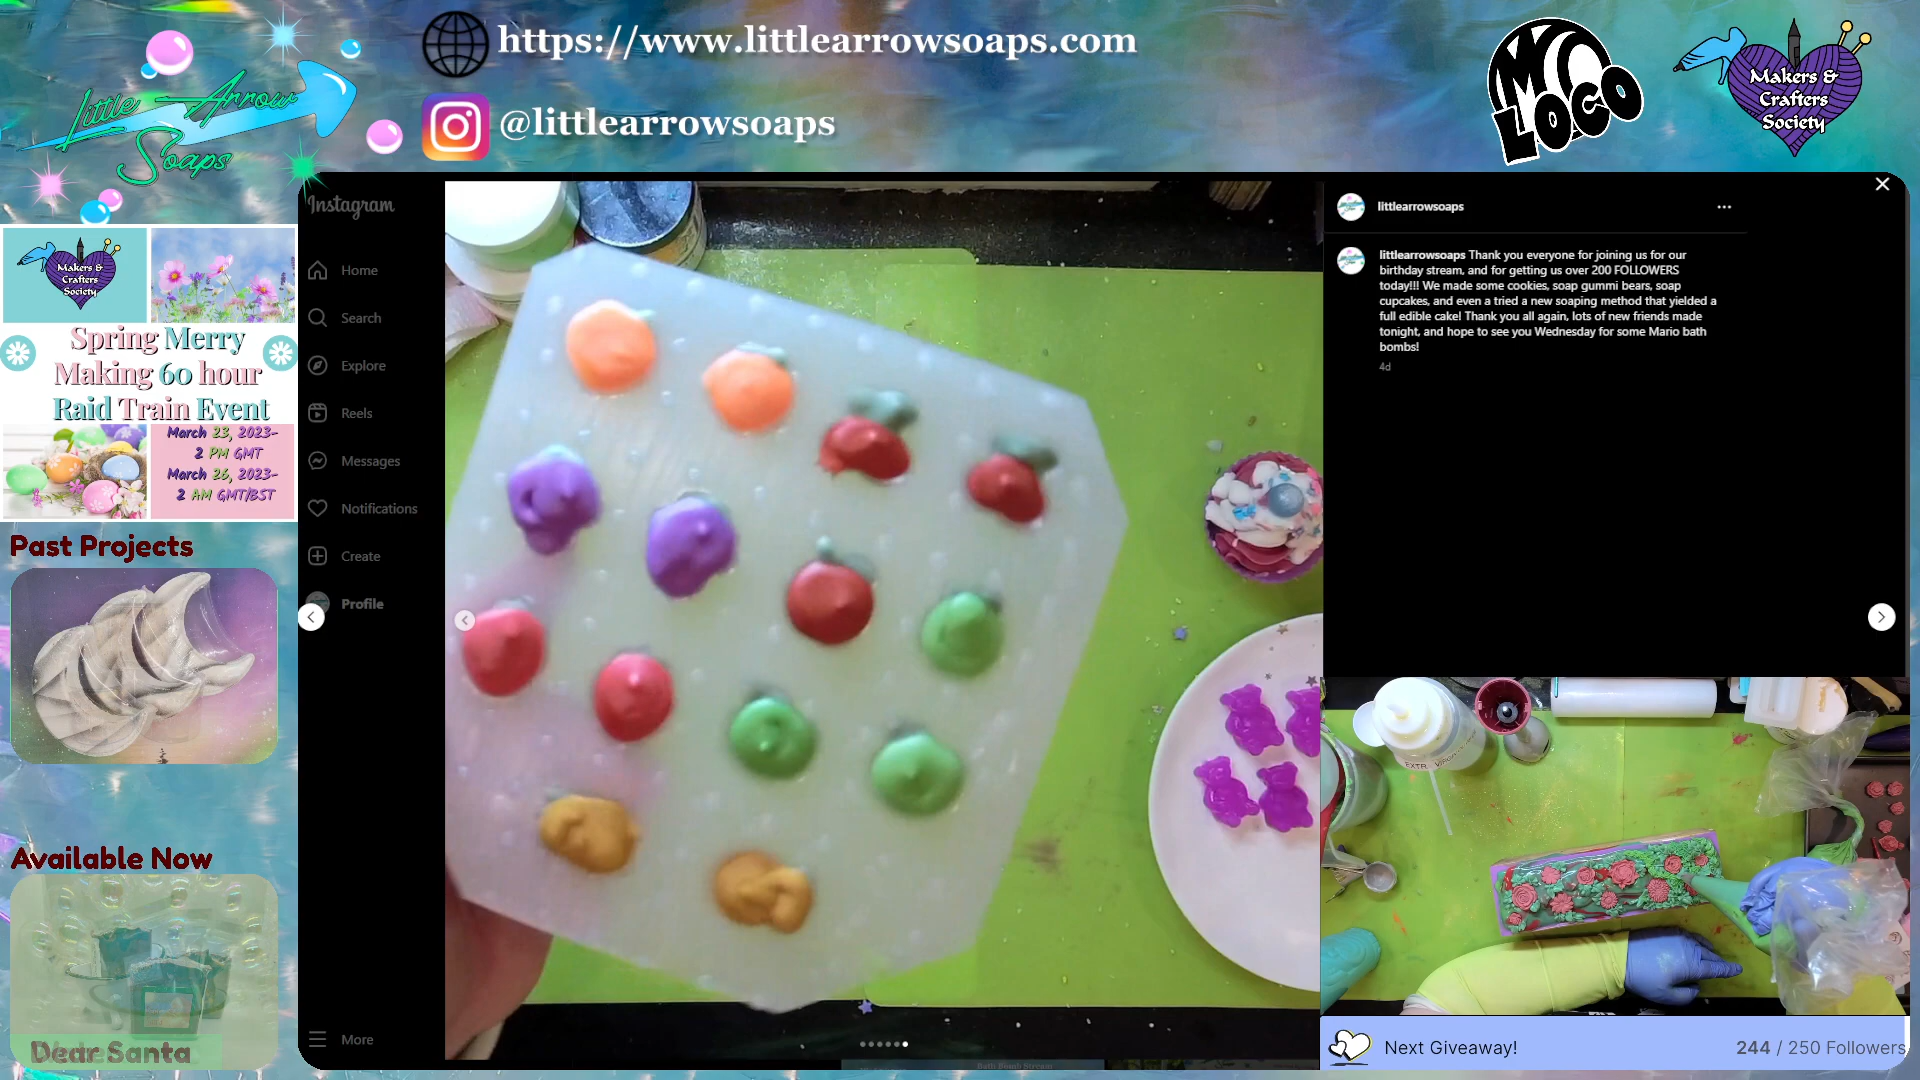 Little Arrow
Soaps
https://www.littlearrowsoaps.com
@littlearrowsoaps
MC
LOCO
Makers &
Crafters
Society
Makers &
Crafters
Society
Spring Merry
Making 60 hour
Raid Train Event
March 23, 2023-
2 PM GMT
March 26, 2023-
2 AM GMT/BST
Past Projects
Available Now
Dear Santa
Instagram
Home
Search
Explore
Reels
Messages
Notifications
Create
Profile
More
littlearrowsoaps
littlearrowsoaps Thank you everyone for joining us for our
birthday stream, and for getting us over 200 FOLLOWERS
today!!! We made some cookies, soap gummi bears, soap
cupcakes, and even a tried a new soaping method that yielded a
full edible cake! Thank you all again, lots of new friends made
tonight, and hope to see you Wednesday for some Mario bath
bombs!
4d
Next Giveaway!
244 / 250 Followers